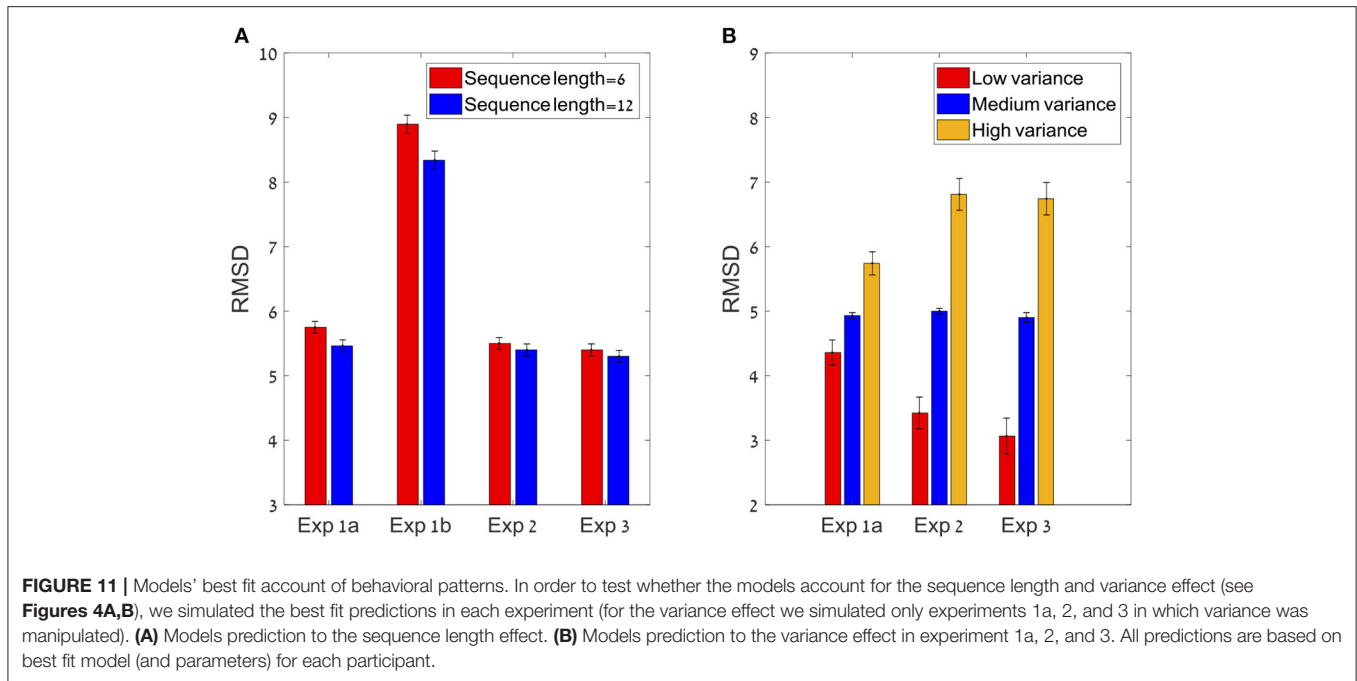 A
10
9
8
7
6
5
4
3
RMSD
Sequence length=6
Sequence length=12
Exp 1a Exp 1b Exp 2 Exp 3
B
9
8
7
6
5
4
3
2
RMSD
Low variance
Medium variance
High variance
Exp 1a Exp 2 Exp 3
FIGURE 11 | Models' best fit account of behavioral patterns. In order to test whether the models account for the sequence length and variance effect (see
Figures 4A,B), we simulated the best fit predictions in each experiment (for the variance effect we simulated only experiments 1a, 2, and 3 in which variance was
manipulated). (A) Models prediction to the sequence length effect. (B) Models prediction to the variance effect in experiment 1a, 2, and 3. All predictions are based on
best fit model (and parameters) for each participant.